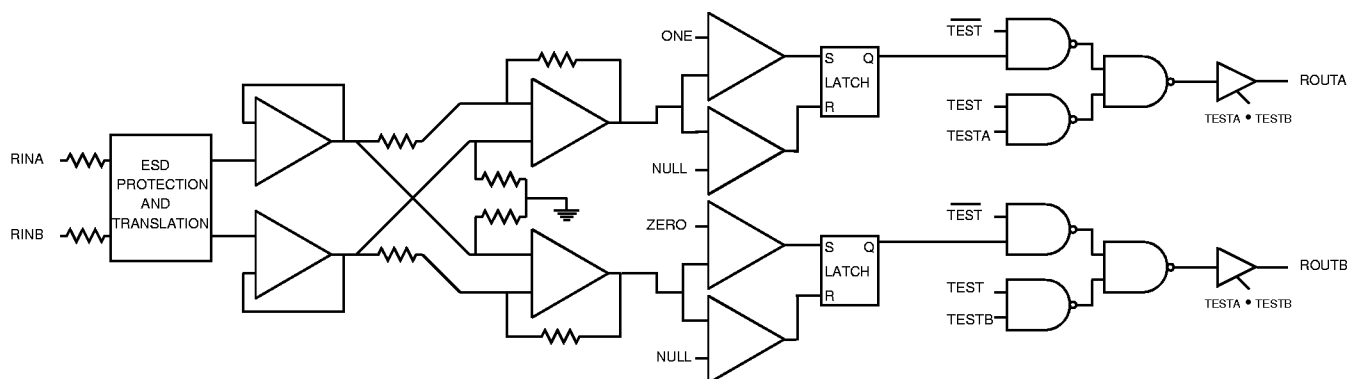 ONE
TEST
S Q
LATCH
R
TEST
TESTA
ROUTA
TESTA • TESTB
RINA
ESD
PROTECTION
AND
TRANSLATION
NULL
RINB
ZERO
TEST
S Q
LATCH
R
TEST
TESTB
ROUTB
TESTA • TESTB
NULL